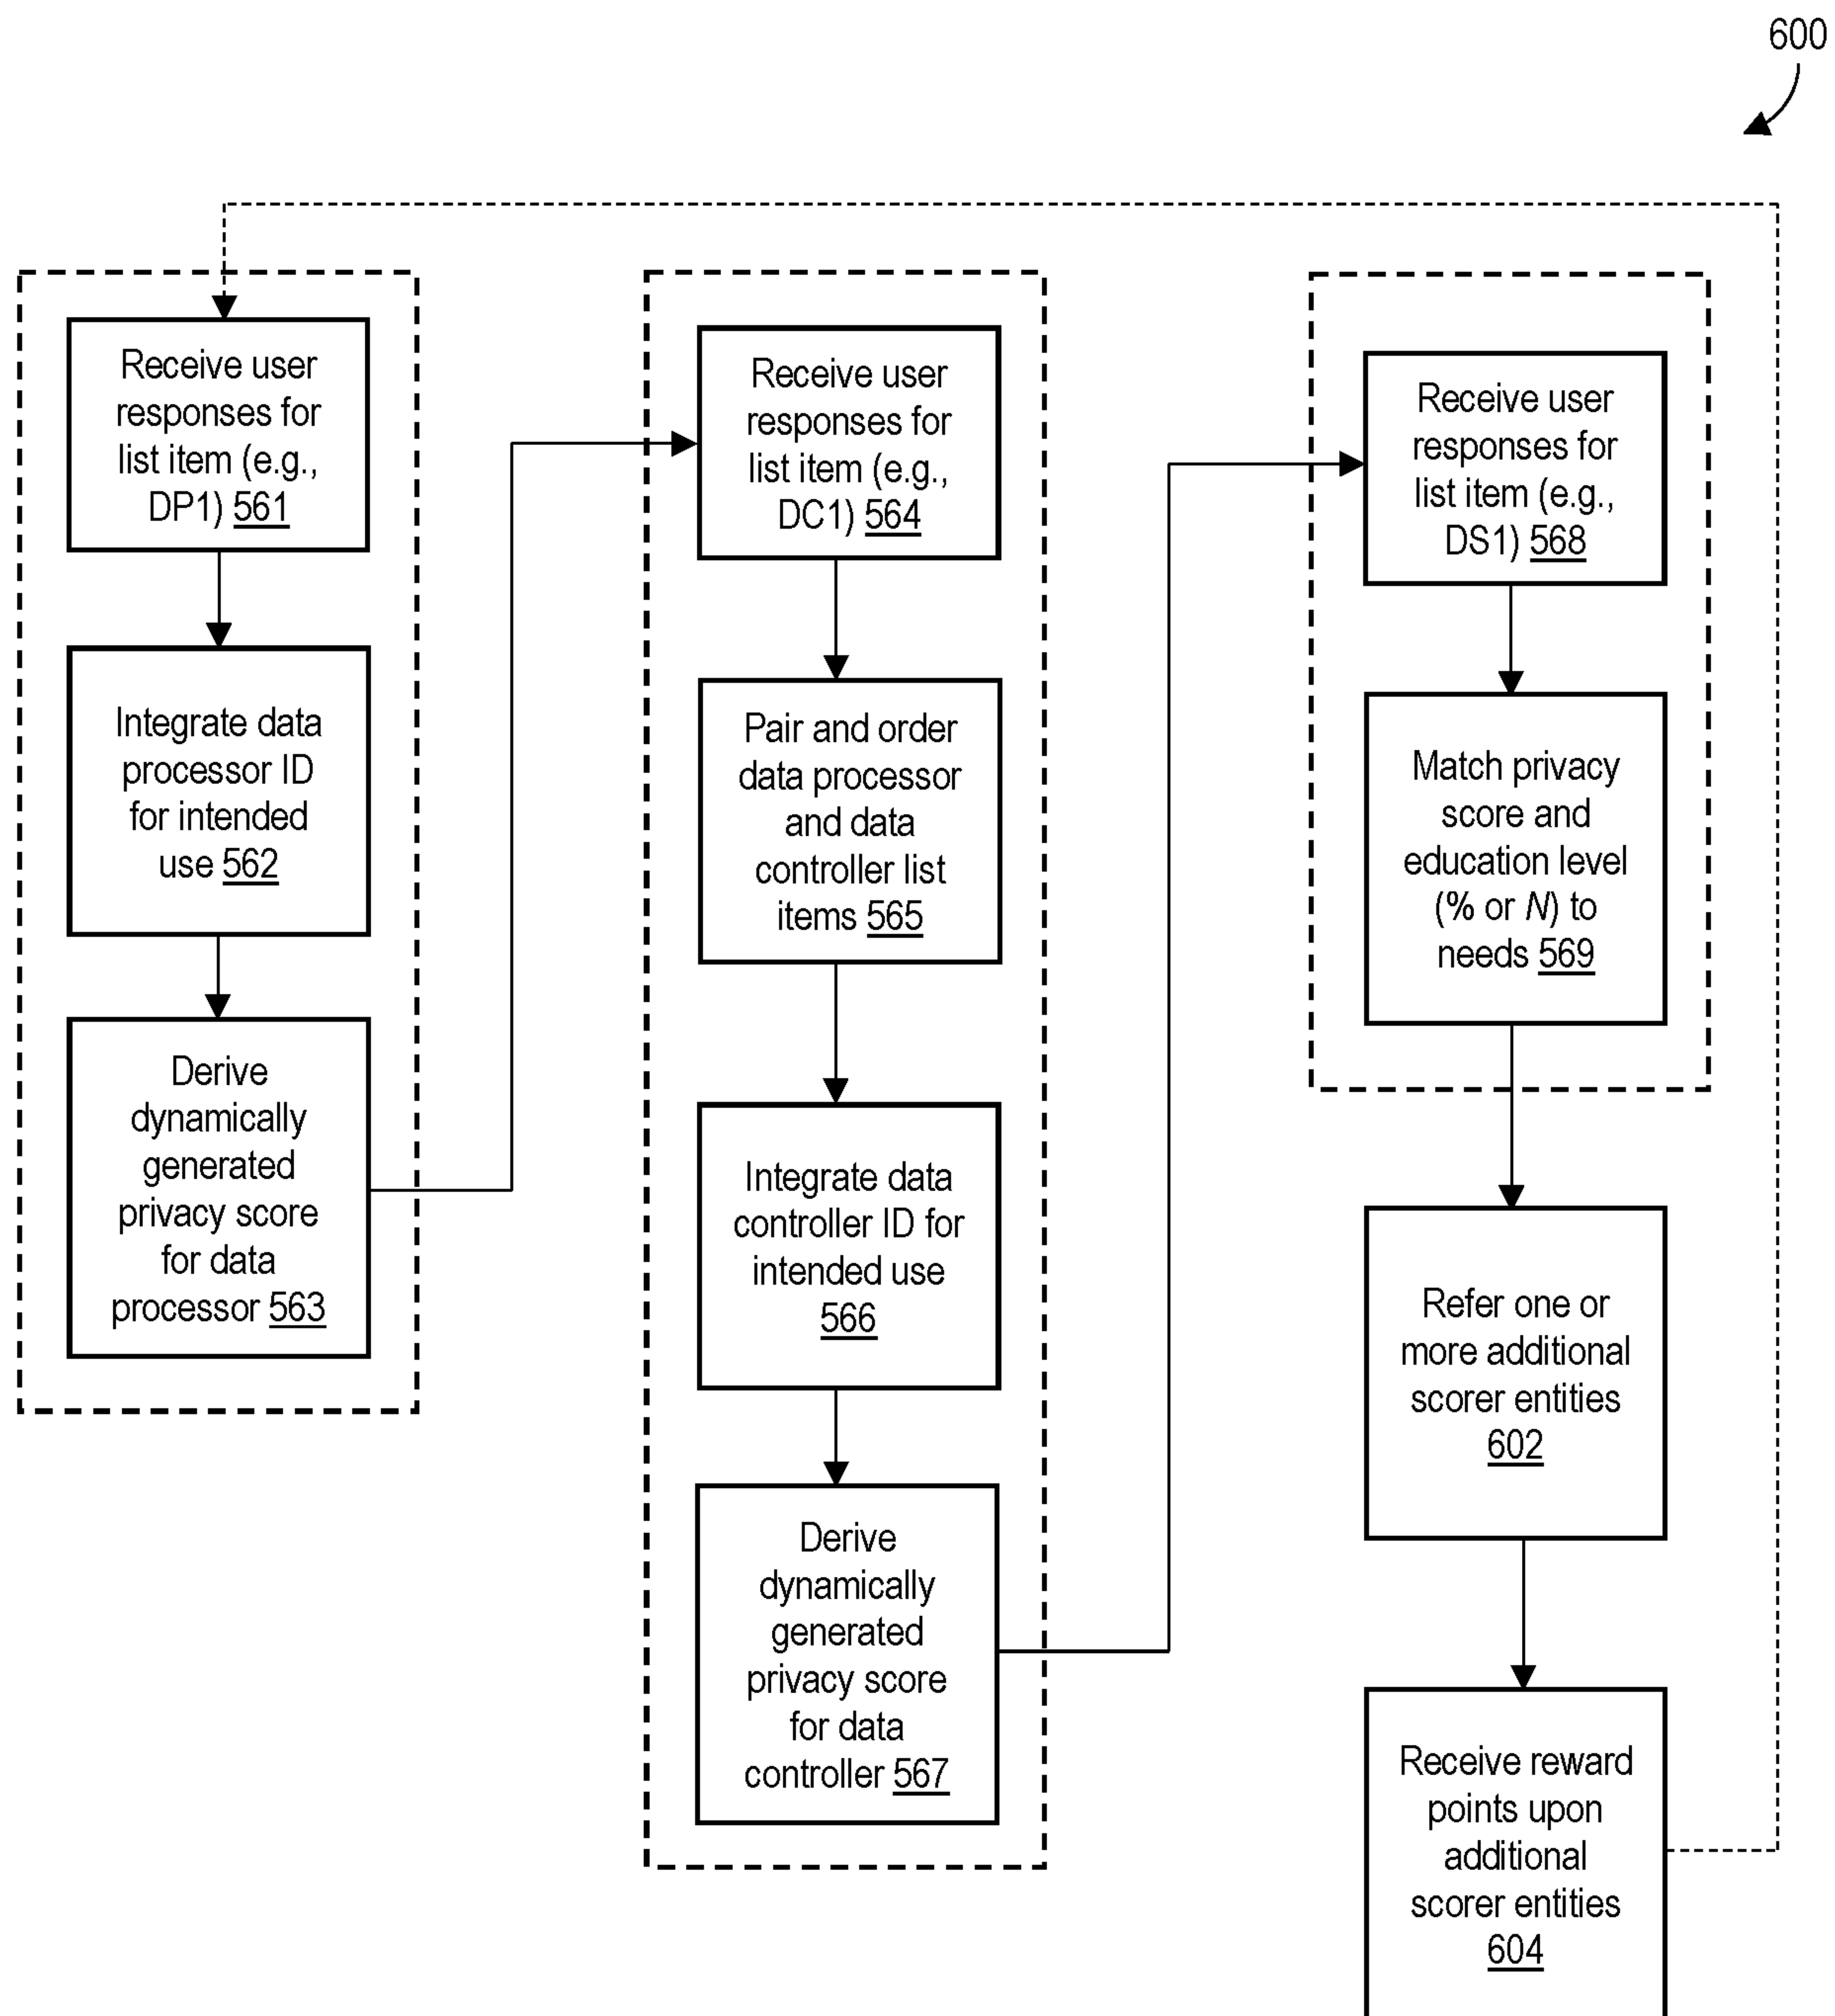 600
Receive user
responses for
list item (e.g.,
DP1) 561
Integrate data
processor ID
for intended
use 562
Derive
dynamically
generated
privacy score
for data
processor 563
Receive user
responses for
list item (e.g.,
DC1) 564
Pair and order
data processor
and data
controller list
items 565
Integrate data
controller ID for
intended use
566
Derive
dynamically
generated
privacy score
for data
controller 567
Receive user
responses for
list item (e.g.,
DS1) 568
Match privacy
score and
education level
(% or N) to
needs 569
Refer one or
more additional
scorer entities
602
Receive reward
points upon
additional
scorer entities
604